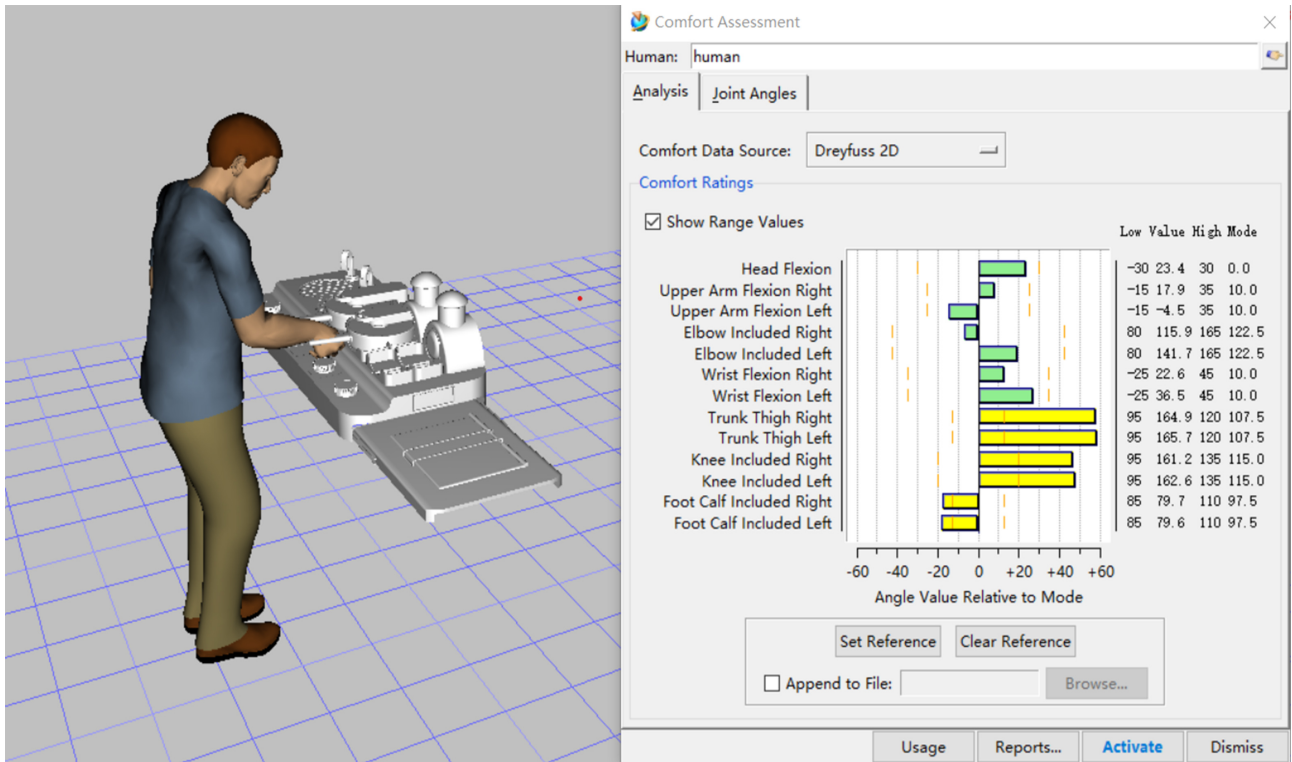 Comfort Assessment
Human: human
Analysis Joint Angles
Comfort Data Source: Dreyfuss 2D
Comfort Ratings
Show Range Values
Low Value High Mode
Head Flexion -30 23.4 30 0.0
Upper Arm Flexion Right -15 17.9 35 10.0
Upper Arm Flexion Left -15 -4.5 35 10.0
Elbow Included Right 80 115.9 165 122.5
Elbow Included Left 80 141.7 165 122.5
Wrist Flexion Right -25 22.6 45 10.0
Wrist Flexion Left -25 36.5 45 10.0
Trunk Thigh Right 95 164.9 120 107.5
Trunk Thigh Left 95 165.7 120 107.5
Knee Included Right 95 161.2 135 115.0
Knee Included Left 95 162.6 135 115.0
Foot Calf Included Right 85 79.7 110 97.5
Foot Calf Included Left 85 79.6 110 97.5
-60 -40 -20 0 +20 +40 +60
Angle Value Relative to Mode
Set Reference Clear Reference
Append to File: Browse...
Usage Reports... Activate Dismiss